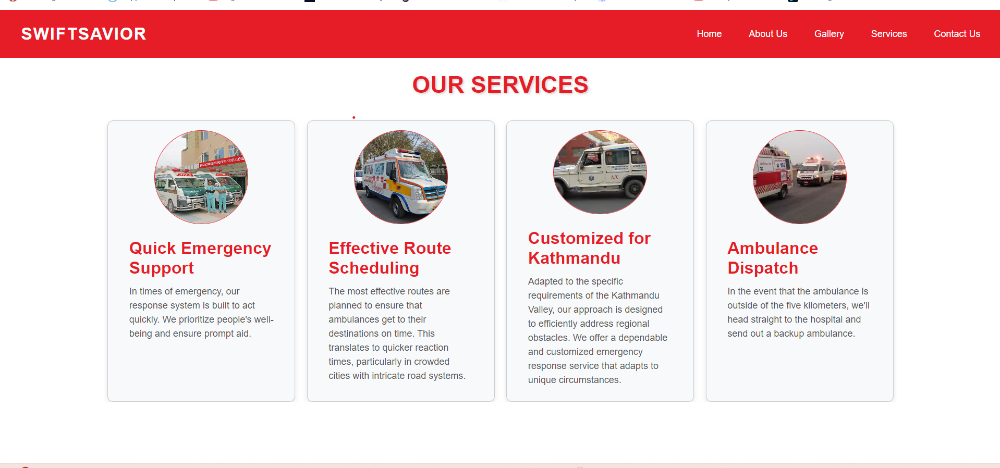 SWIFTSAVIOR
Home About Us Gallery Services Contact Us
OUR SERVICES
Quick Emergency
Support
In times of emergency, our
response system is built to act
quickly. We prioritize people's well-
being and ensure prompt aid.
Effective Route
Scheduling
The most effective routes are
planned to ensure that
ambulances get to their
destinations on time. This
translates to quicker reaction
times, particularly in crowded
cities with intricate road systems.
A/C
Customized for
Kathmandu
Adapted to the specific
requirements of the Kathmandu
Valley, our approach is designed
to efficiently address regional
obstacles. We offer a dependable
and customized emergency
response service that adapts to
unique circumstances.
102
Ambulance
Dispatch
In the event that the ambulance is
outside of the five kilometers, we'll
head straight to the hospital and
send out a backup ambulance.